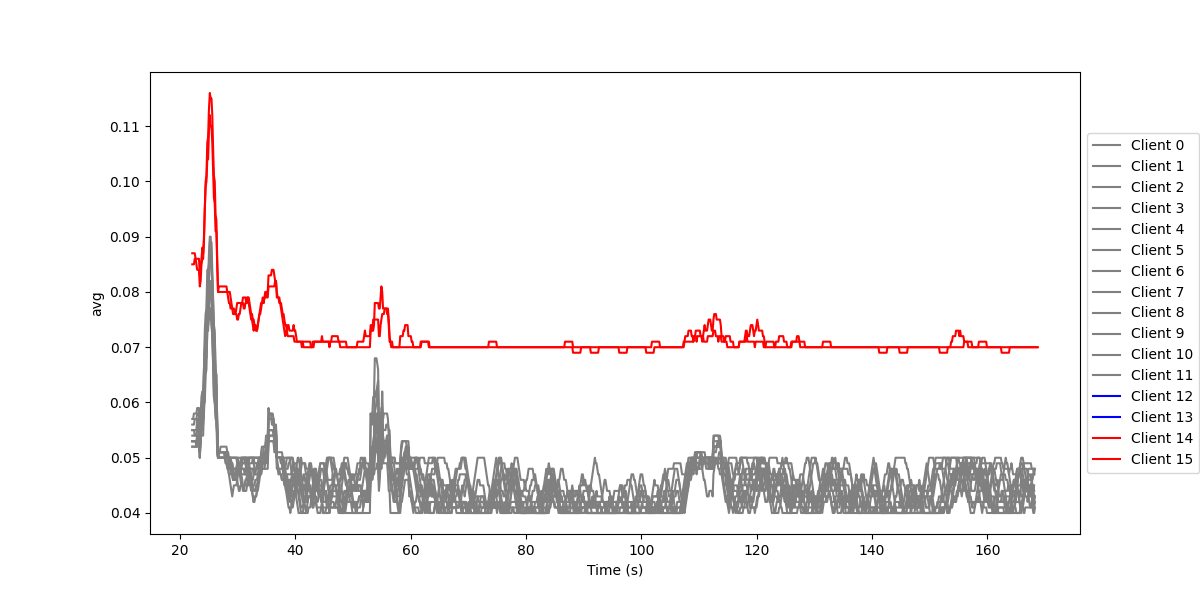 0.11
0.10
0.09
0.08
0.07
0.06
0.05
0.04
avg
20 40 60 80 100 120 140 160
Time (s)
Client 0
Client 1
Client 2
Client 3
Client 4
Client 5
Client 6
Client 7
Client 8
Client 9
Client 10
Client 11
Client 12
Client 13
Client 14
Client 15